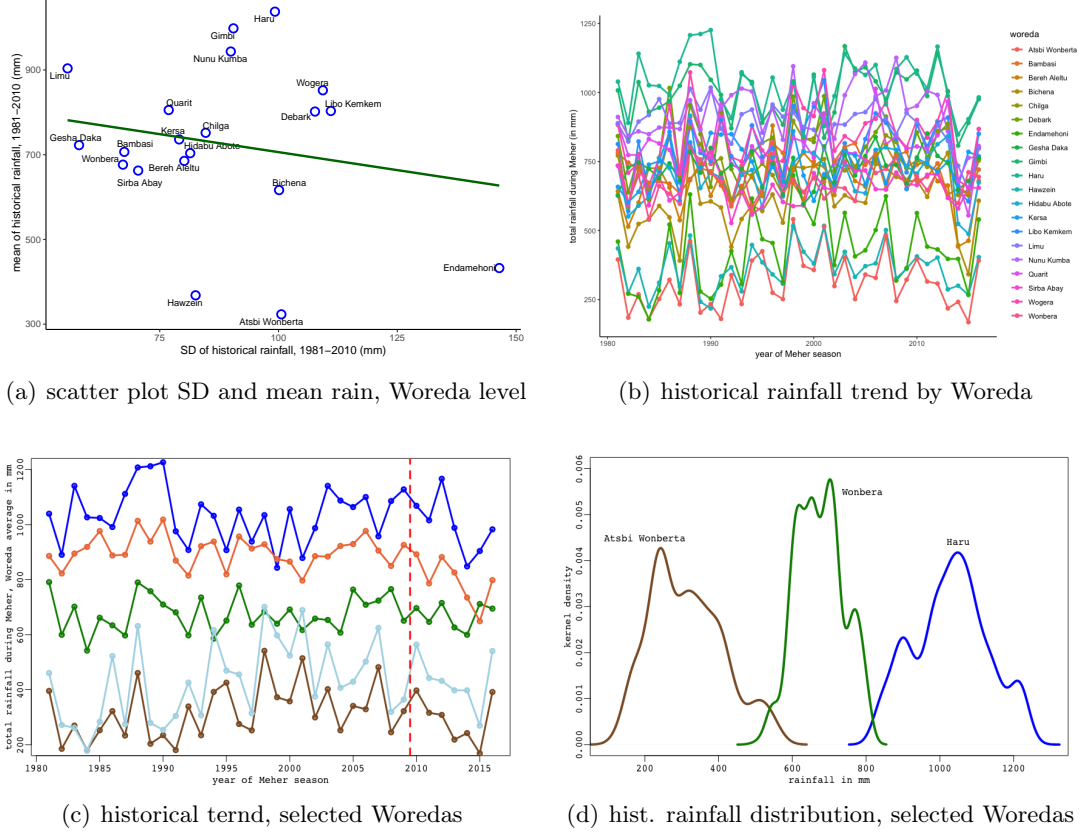 mean of historical rainfall, 1981−2010 (mm)
900
700
500
300
Haru
Gimbi
Nunu Kumba
Limu
Wogera
Quarit
Libo Kemkem
Debark
Chilga
Kersa
Gesha Daka
Bambasi
Hidabu Abote
Wonbera
Bereh Aleltu
Sirba Abay
Bichena
Endamehoni
Hawzein
Atsbi Wonberta
75
100
125
150
SD of historical rainfall, 1981−2010 (mm)
(a) scatter plot SD and mean rain, Woreda level
total rainfall during Meher (in mm)
1250
1000
750
500
250
1980
1990
2000
2010
year of Meher season
woreda
Atsbi Wonberta
Bambasi
Bereh Aleltu
Bichena
Chilga
Debark
Endamehoni
Gesha Daka
Gimbi
Haru
Hawzein
Hidabu Abote
Kersa
Libo Kemkem
Limu
Nunu Kumba
Quarit
Sirba Abay
Wogera
Wonbera
(b) historical rainfall trend by Woreda
total rainfall during Meher, Woreda average in mm
1200
1000
800
600
400
200
1980
1985
1990
1995
2000
2005
2010
2015
year of Meher season
(c) historical ternd, selected Woredas
kernel density
0.006
0.005
0.004
0.003
0.002
0.001
0.000
Atsbi Wonberta
Wonbera
Haru
200
400
600
800
1000
1200
rainfall in mm
(d) hist. rainfall distribution, selected Woredas